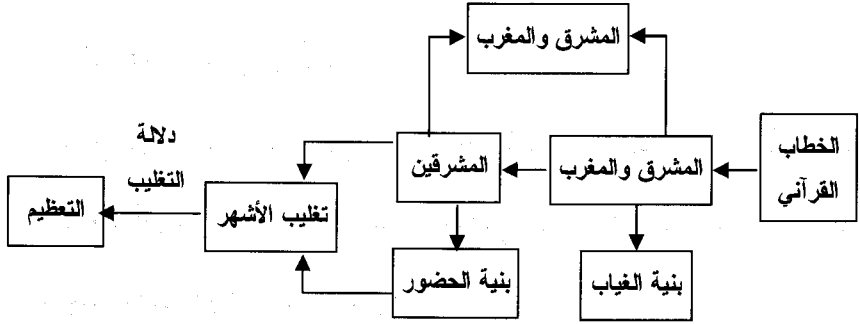 المشرق والمغرب
الخطاب
القرآني
المشرق والمغرب
المشرقين
دلالة
التغليب
تغليب الأشهر
التعظيم
بنية الغياب
بنية الحضور